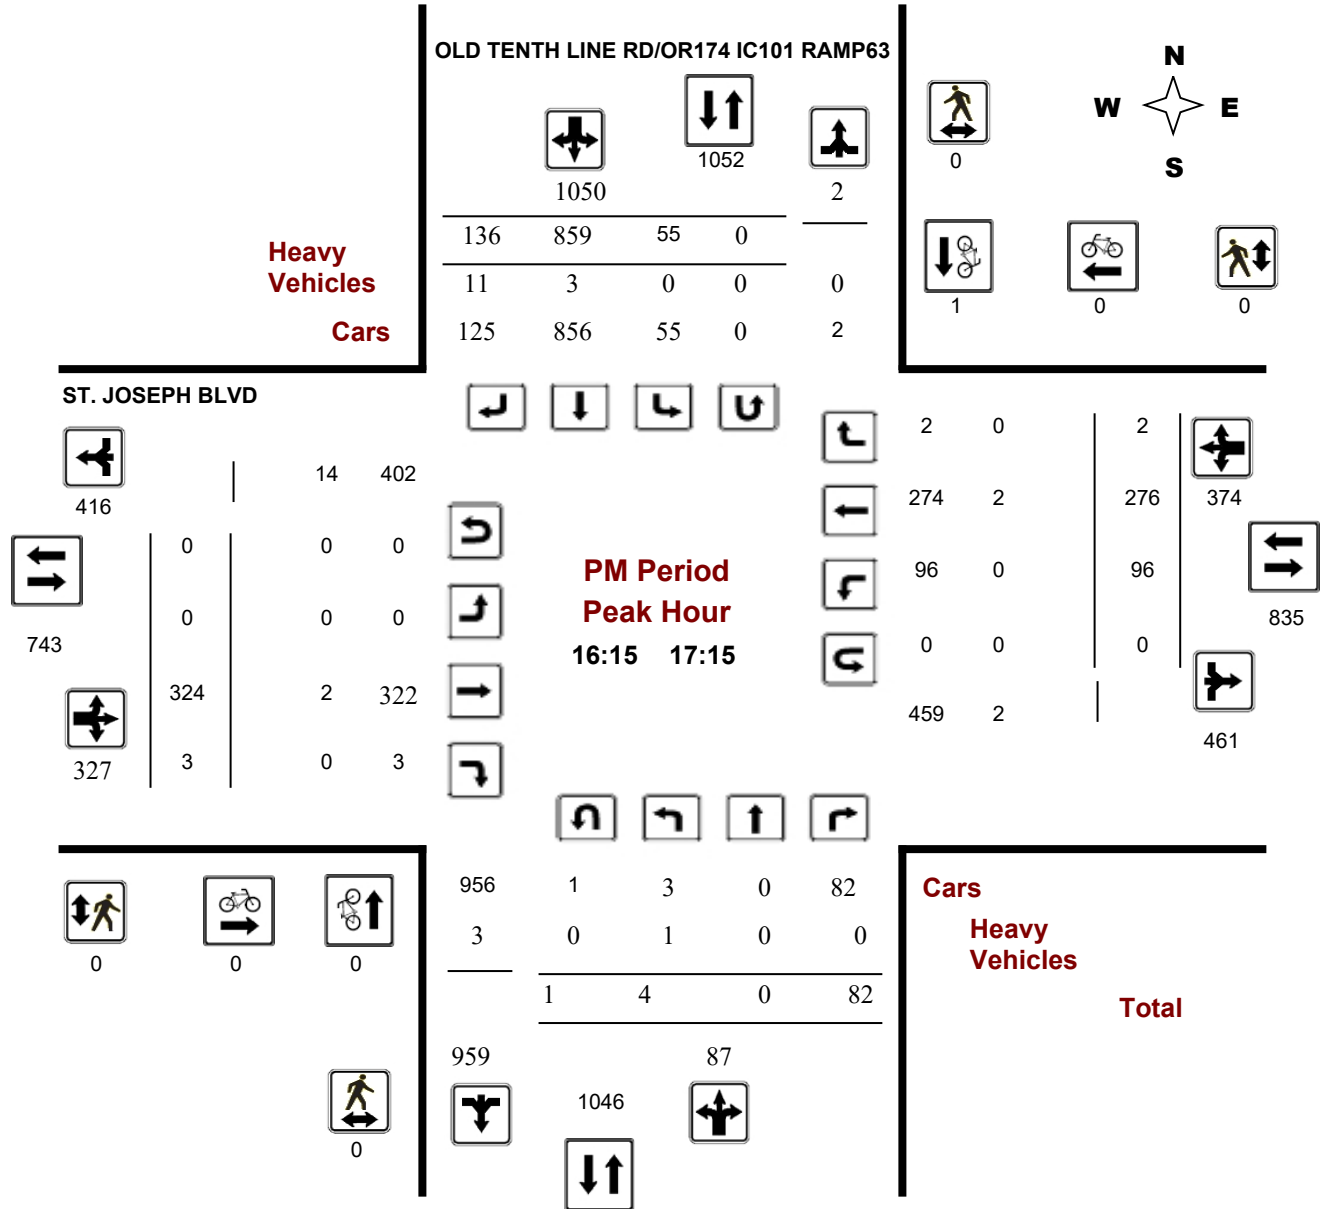 OLD TENTH LINE RD/OR174 IC101 RAMP63
N
W E
S
1052
0
1050 2
136 859 55 0
Heavy
Vehicles 11 3 0 0 0
1 0 0
Cars 125 856 55 0 2
ST. JOSEPH BLVD
2 0 2
14 402
416
274 2 276 374
0 0 0
PM Period
96 0 96
Peak Hour
0 0 0
835
743
16:15 17:15
0 0 0
324 2 322
459 2
461
327 3 0 3
956 1 3 0 82
Cars
3 0 1 0 0
Heavy
Vehicles
0 0 0
1 4 0 82
Total
959 87
1046
0